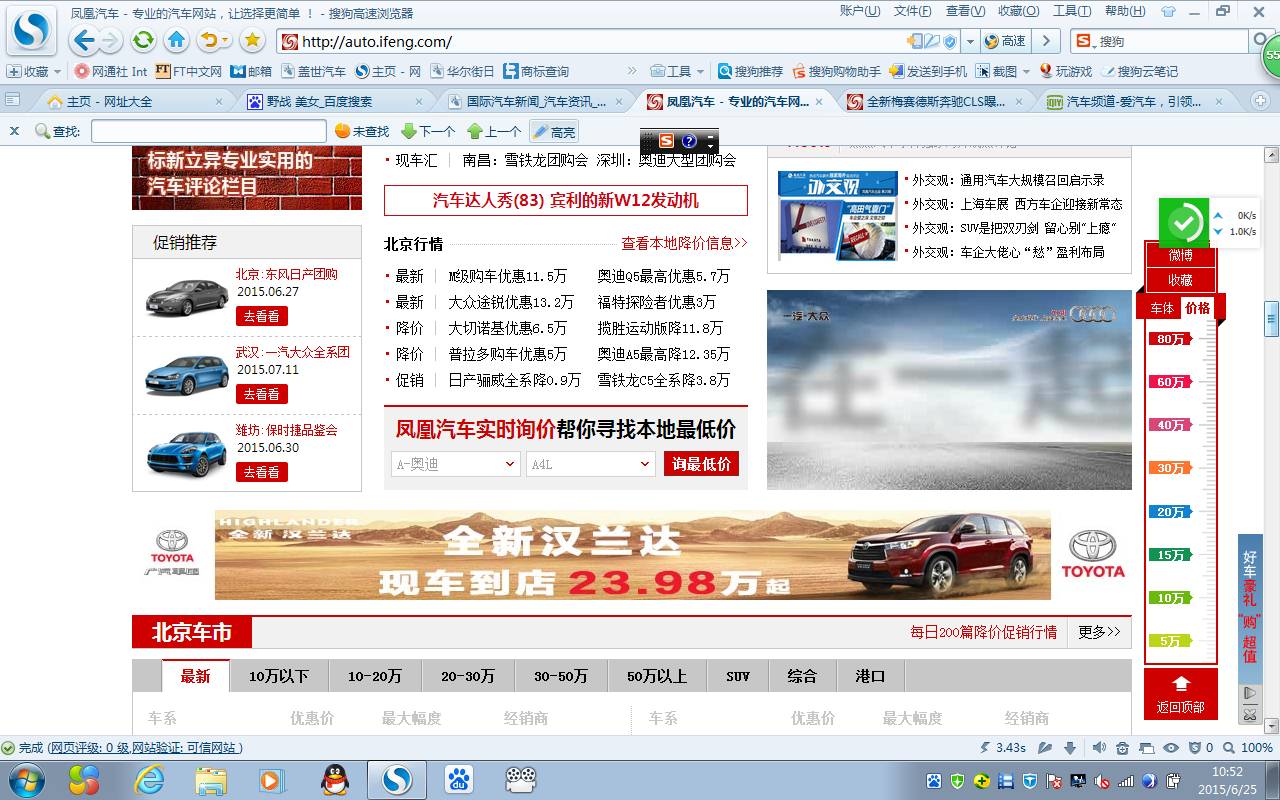 凤凰汽车 - 专业的汽车网站，让选择更简单 ！ - 搜狗高速浏览器
账户(U) 文件(F) 查看(V) 收藏(O) 工具(T) 帮助(H)
http://auto.ifeng.com/
高速
搜狗
55
收藏 网通社 Int FT中文网 邮箱 盖世汽车 主页 - 网 华尔街日 商标查询 工具 搜狗推荐 搜狗购物助手 发送到手机 截图 玩游戏 搜狗云笔记
主页 - 网址大全 野战 美女_百度搜索 国际汽车新闻_汽车资讯_... 凤凰汽车 - 专业的汽车网... 全新梅赛德斯奔驰CLS曝... 汽车频道-爱汽车，引领...
查找: 未查找 下一个 上一个 高亮
标新立异专业实用的
汽车评论栏目
促销推荐
北京:东风日产团购
2015.06.27
去看看
武汉:一汽大众全系团
2015.07.11
去看看
潍坊:保时捷品鉴会
2015.06.30
去看看
现车汇 南昌：雪铁龙团购会 深圳：奥迪大型团购会
汽车达人秀(83) 宾利的新W12发动机
北京行情 查看本地降价信息>>
最新 M级购车优惠11.5万 奥迪Q5最高优惠5.7万
最新 大众途锐优惠13.2万 福特探险者优惠3万
降价 大切诺基优惠6.5万 揽胜运动版降11.8万
降价 普拉多购车优惠5万 奥迪A5最高降12.35万
促销 日产骊威全系降0.9万 雪铁龙C5全系降3.8万
凤凰汽车实时询价帮你寻找本地最低价
A-奥迪 A4L 询最低价
外交观
"高田气囊门"
TAKATA
外交观：通用汽车大规模召回启示录
外交观：上海车展 西方车企迎接新常态
外交观：SUV是把双刃剑 留心别"上瘾"
外交观：车企大佬心"愁"盈利布局
一汽-大众
在一起
0K/s
1.0K/s
微博
收藏
车体 价格
80万
60万
40万
30万
20万
15万
10万
5万
返回顶部
好车豪礼"购"超值
TOYOTA
广汽丰田
HIGHLANDER
全新汉兰达
全新汉兰达
现车到店 23.98万起
TOYOTA
北京车市 每日200篇降价促销行情 更多>>
最新 10万以下 10-20万 20-30万 30-50万 50万以上 SUV 综合 港口
车系 优惠价 最大幅度 经销商 车系 优惠价 最大幅度 经销商
完成 (网页评级: 0 级,网站验证: 可信网站 )
3.43s 0 100%
10:52
2015/6/25